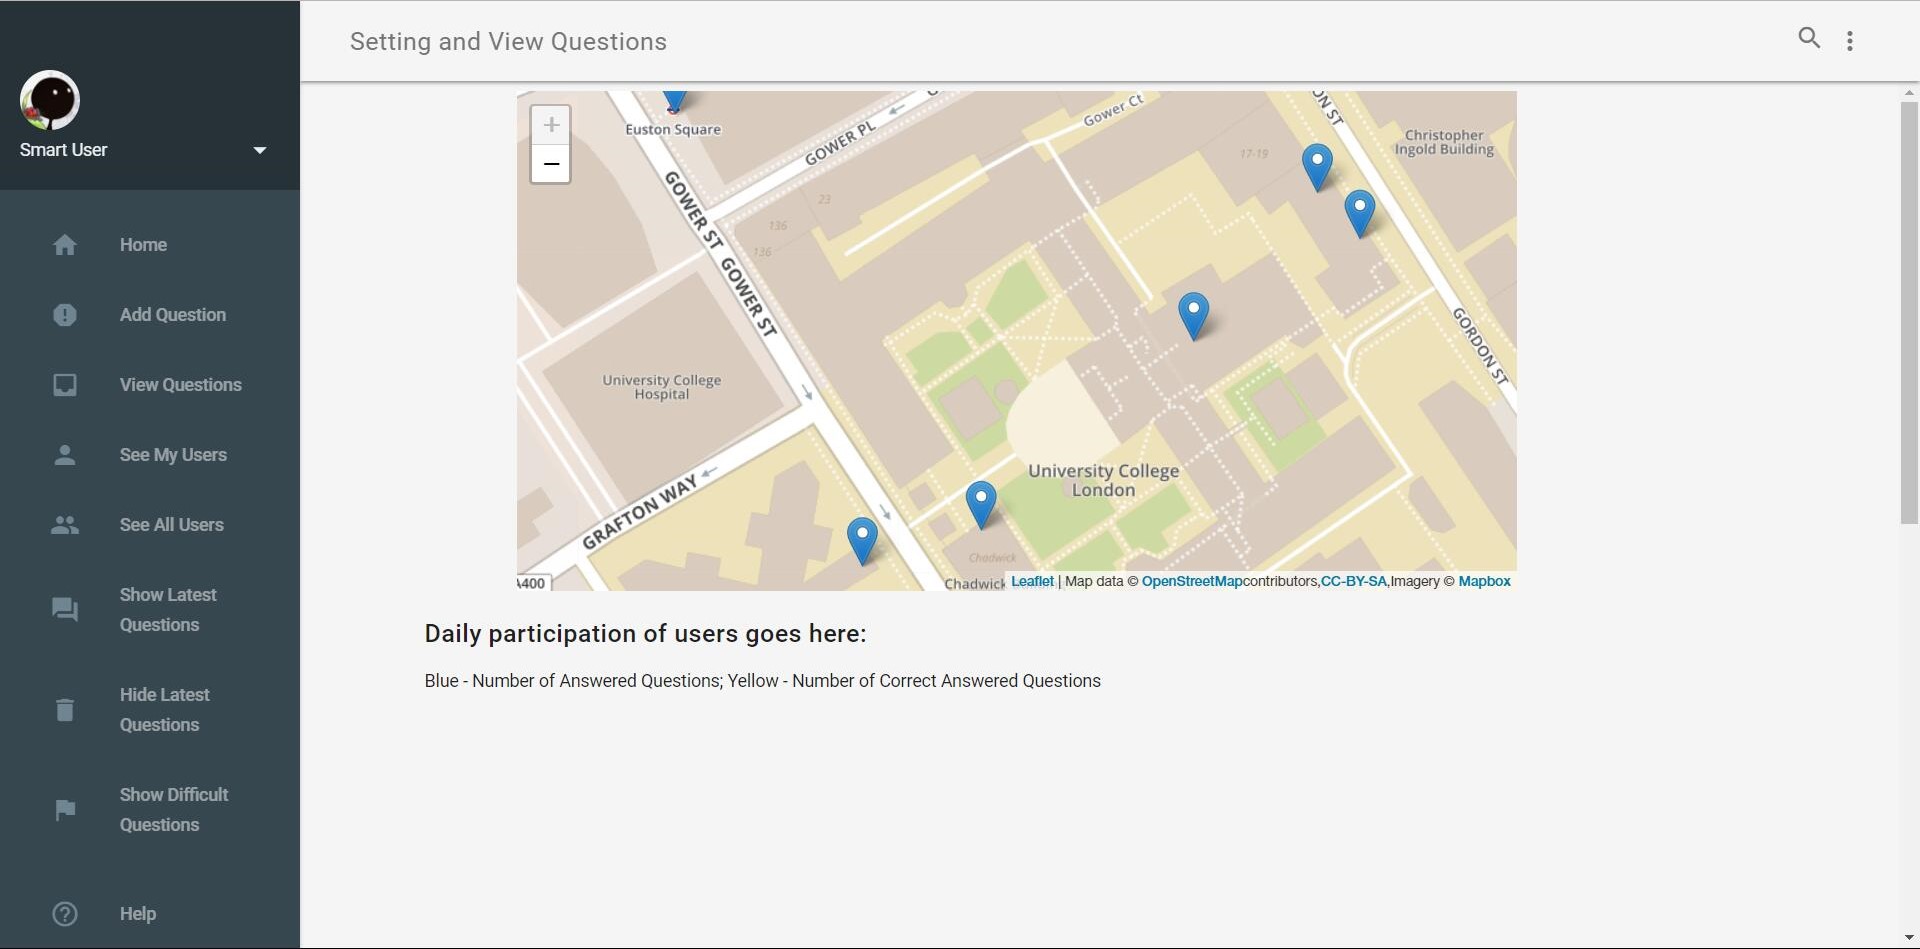 Setting and View Questions
Smart User
Home
Add Question
View Questions
See My Users
See All Users
Show Latest
Questions
Hide Latest
Questions
Show Difficult
Questions
Help
+
−
Euston Square
GOWER PL
Gower Ct
ON ST
17-19
Christopher
Ingold Building
23
136
136
GOWER ST
GOWER ST
GORDON ST
University College
Hospital
University College
London
GRAFTON WAY
Chadwick
A400
Chadwick
Leaflet | Map data © OpenStreetMapcontributors,CC-BY-SA,Imagery © Mapbox
Daily participation of users goes here:
Blue - Number of Answered Questions; Yellow - Number of Correct Answered Questions